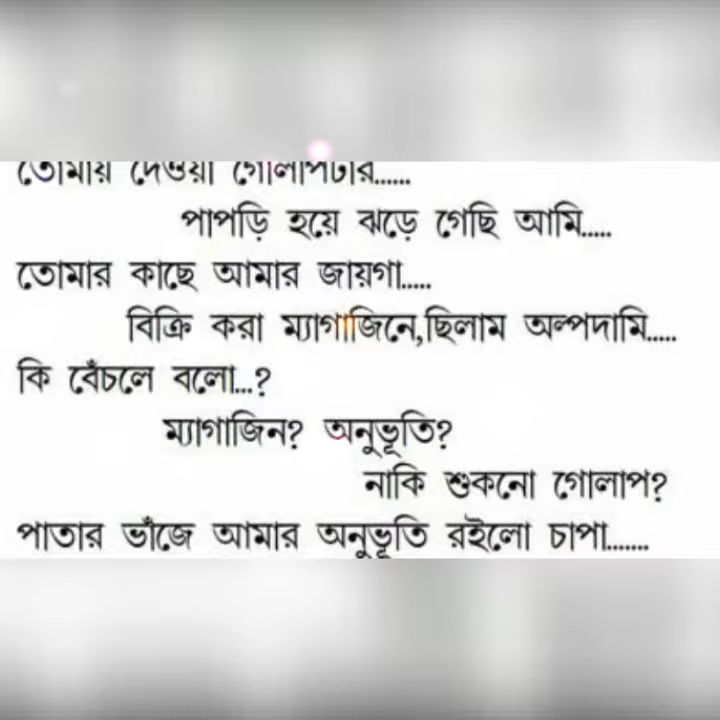 তোমায় দেওয়া গোলাপটার......
পাপড়ি হয়ে ঝড়ে গেছি আমি.....
তোমার কাছে আমার জায়গা.....
বিক্রি করা ম্যাগাজিনে,ছিলাম অল্পদামি.....
কি বেঁচলে বলো...?
ম্যাগাজিন? অনুভূতি?
নাকি শুকনো গোলাপ?
পাতার ভাঁজে আমার অনুভূতি রইলো চাপা.......